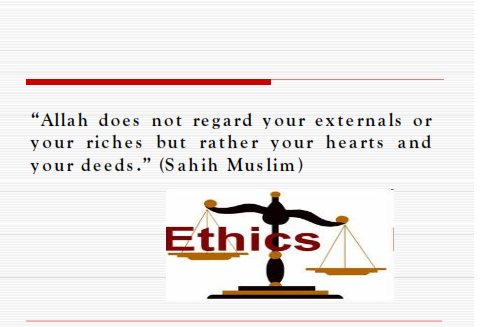 “Allah does not regard your externals or
your riches but rather your hearts and
your deeds.” (Sahih Muslim)
Ethics